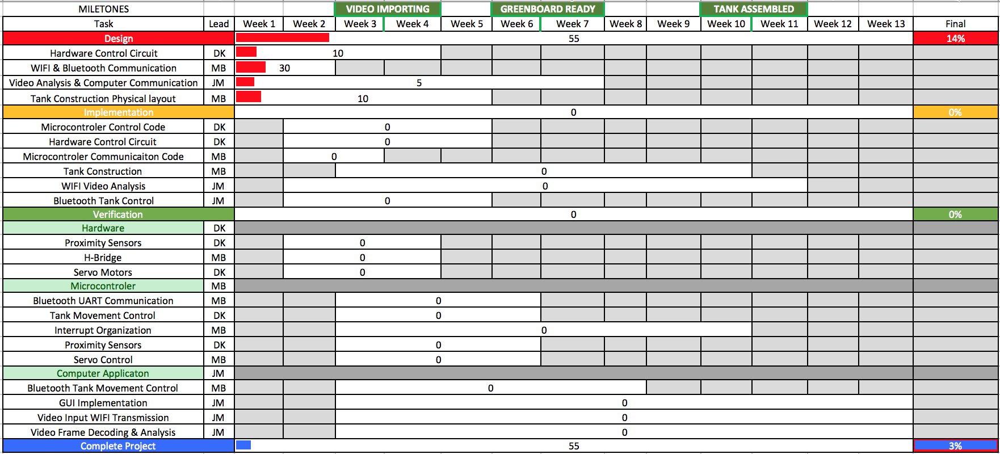 MILETONES VIDEO IMPORTING GREENBOARD READY TANK ASSEMBLED
Task Lead Week 1 Week 2 Week 3 Week 4 Week 5 Week 6 Week 7 Week 8 Week 9 Week 10 Week 11 Week 12 Week 13 Final
Design 55 14%
Hardware Control Circuit DK 10
WIFI & Bluetooth Communication MB 30
Video Analysis & Computer Communication JM 5
Tank Construction Physical layout MB 10
Implementation 0 0%
Microcontroler Control Code DK 0
Hardware Control Circuit DK 0
Microcontroler Communicaiton Code MB 0
Tank Construction MB 0
WIFI Video Analysis JM 0
Bluetooth Tank Control JM 0
Verification 0 0%
Hardware DK
Proximity Sensors DK 0
H-Bridge MB 0
Servo Motors DK 0
Microcontroler MB
Bluetooth UART Communication MB 0
Tank Movement Control DK 0
Interrupt Organization MB 0
Proximity Sensors DK 0
Servo Control MB 0
Computer Applicaton JM
Bluetooth Tank Movement Control MB 0
GUI Implementation JM 0
Video Input WIFI Transmission JM 0
Video Frame Decoding & Analysis JM 0
Complete Project 55 3%